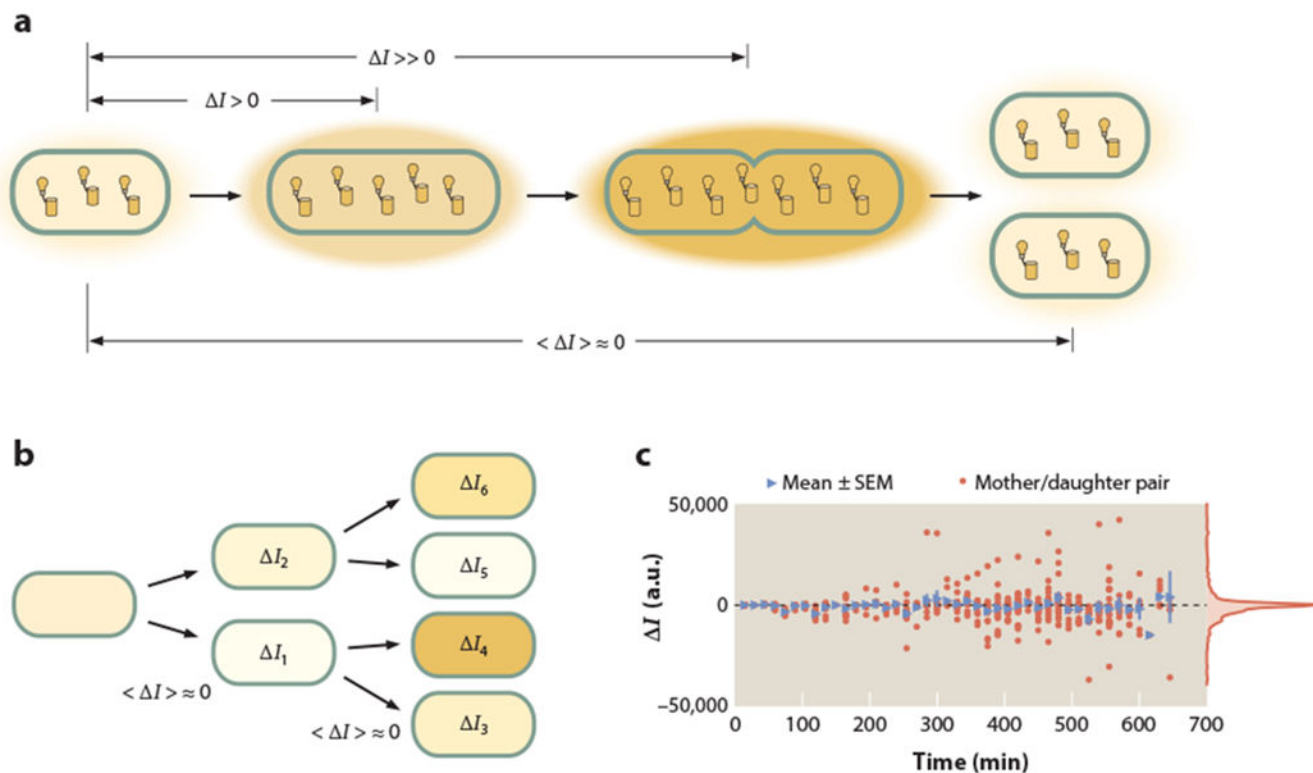 a
ΔI >> 0
ΔI > 0
< ΔI > ≈ 0
b
ΔI₆
ΔI₂
ΔI₅
ΔI₁
ΔI₄
< ΔI > ≈ 0
ΔI₃
< ΔI > ≈ 0
c
Mean ± SEM
Mother/daughter pair
50,000
0
–50,000
ΔI (a.u.)
0 100 200 300 400 500 600 700
Time (min)